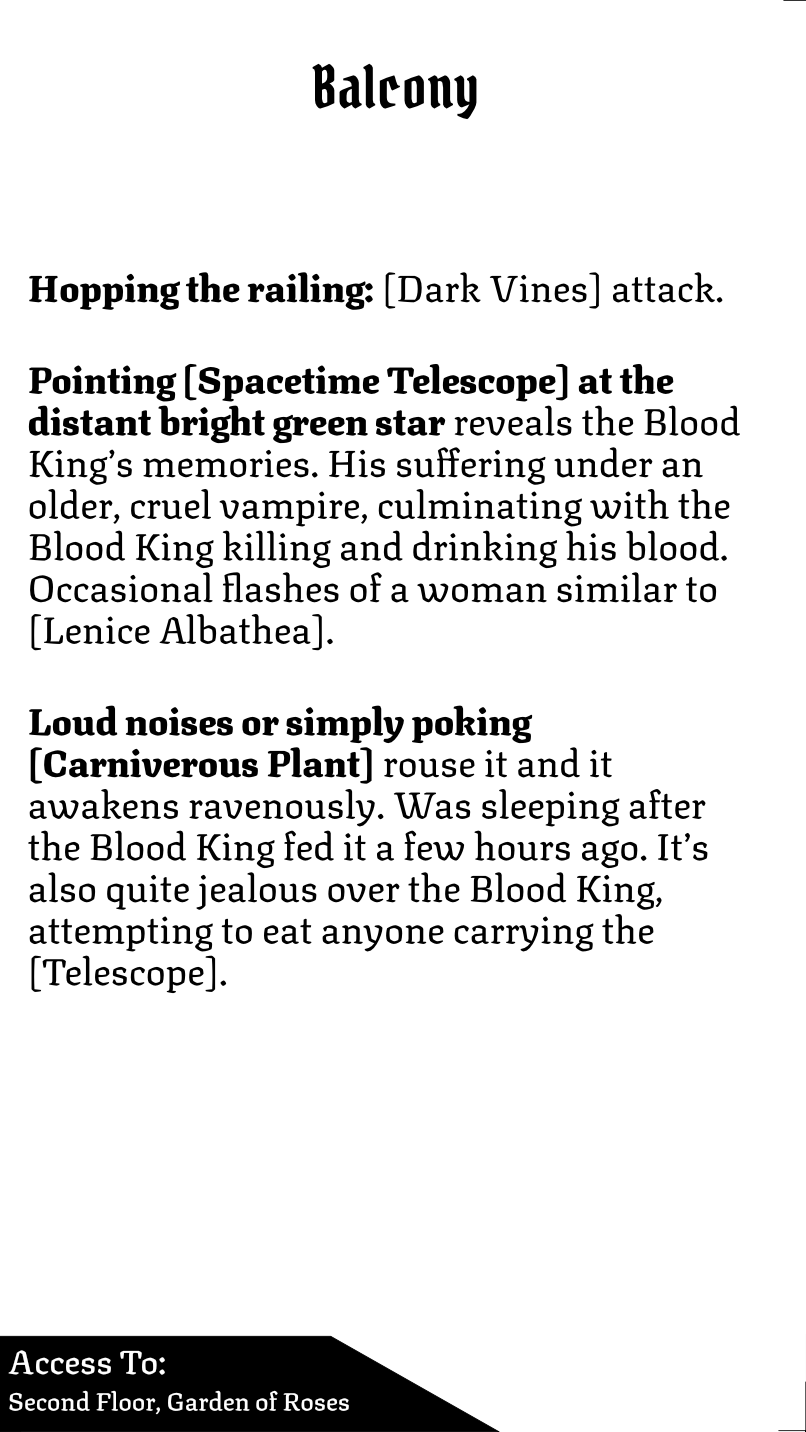 Balcony
Hopping the railing: [Dark Vines] attack.
Pointing [Spacetime Telescope] at the
distant bright green star reveals the Blood
King’s memories. His suffering under an
older, cruel vampire, culminating with the
Blood King killing and drinking his blood.
Occasional flashes of a woman similar to
[Lenice Albathea].
Loud noises or simply poking
[Carniverous Plant] rouse it and it
awakens ravenously. Was sleeping after
the Blood King fed it a few hours ago. It’s
also quite jealous over the Blood King,
attempting to eat anyone carrying the
[Telescope].
Access To:
Second Floor, Garden of Roses